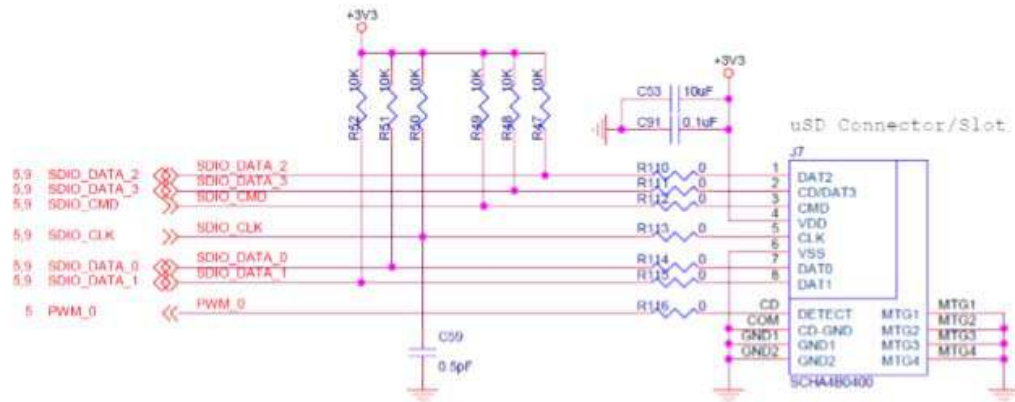 +3V3
10K 10K 10K 10K 10K 10K
R52 R51 R50 R49 R48 R47
+3V3
C53 10uF
C91 0.1uF
uSD Connector/Slot
J7
5,9 SDIO_DATA_2 SDIO_DATA_2 R110 0 1 DAT2
5,9 SDIO_DATA_3 SDIO_DATA_3 R111 0 2 CD/DAT3
5,9 SDIO_CMD SDIO_CMD R112 0 3 CMD
4 VDD
5,9 SDIO_CLK SDIO_CLK R113 0 5 CLK
6 VSS
5,9 SDIO_DATA_0 SDIO_DATA_0 R114 0 7 DAT0
5,9 SDIO_DATA_1 SDIO_DATA_1 R115 0 8 DAT1
5 PWM_0 PWM_0 R116 0 CD DETECT MTG1 MTG1
COM CD-GND MTG2 MTG2
GND1 GND1 MTG3 MTG3
GND2 GND2 MTG4 MTG4
C59
0.5pF
SCHA4B0400